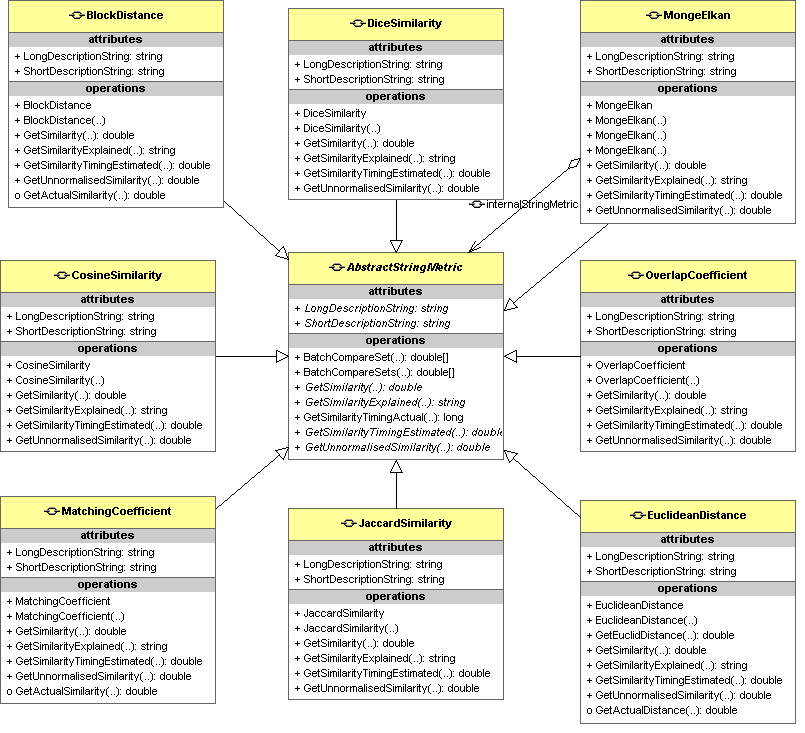 BlockDistance
attributes
+ LongDescriptionString: string
+ ShortDescriptionString: string
operations
+ BlockDistance
+ BlockDistance(..)
+ GetSimilarity(..): double
+ GetSimilarityExplained(..): string
+ GetSimilarityTimingEstimated(..): double
+ GetUnnormalisedSimilarity(..): double
o GetActualSimilarity(..): double
DiceSimilarity
attributes
+ LongDescriptionString: string
+ ShortDescriptionString: string
operations
+ DiceSimilarity
+ DiceSimilarity(..)
+ GetSimilarity(..): double
+ GetSimilarityExplained(..): string
+ GetSimilarityTimingEstimated(..): double
+ GetUnnormalisedSimilarity(..): double
MongeElkan
attributes
+ LongDescriptionString: string
+ ShortDescriptionString: string
operations
+ MongeElkan
+ MongeElkan(..)
+ MongeElkan(..)
+ MongeElkan(..)
+ GetSimilarity(..): double
+ GetSimilarityExplained(..): string
+ GetSimilarityTimingEstimated(..): double
+ GetUnnormalisedSimilarity(..): double
internalStringMetric
CosineSimilarity
attributes
+ LongDescriptionString: string
+ ShortDescriptionString: string
operations
+ CosineSimilarity
+ CosineSimilarity(..)
+ GetSimilarity(..): double
+ GetSimilarityExplained(..): string
+ GetSimilarityTimingEstimated(..): double
+ GetUnnormalisedSimilarity(..): double
AbstractStringMetric
attributes
+ LongDescriptionString: string
+ ShortDescriptionString: string
operations
+ BatchCompareSet(..): double[]
+ BatchCompareSets(..): double[]
+ GetSimilarity(..): double
+ GetSimilarityExplained(..): string
+ GetSimilarityTimingActual(..): long
+ GetSimilarityTimingEstimated(..): double
+ GetUnnormalisedSimilarity(..): double
OverlapCoefficient
attributes
+ LongDescriptionString: string
+ ShortDescriptionString: string
operations
+ OverlapCoefficient
+ OverlapCoefficient(..)
+ GetSimilarity(..): double
+ GetSimilarityExplained(..): string
+ GetSimilarityTimingEstimated(..): double
+ GetUnnormalisedSimilarity(..): double
MatchingCoefficient
attributes
+ LongDescriptionString: string
+ ShortDescriptionString: string
operations
+ MatchingCoefficient
+ MatchingCoefficient(..)
+ GetSimilarity(..): double
+ GetSimilarityExplained(..): string
+ GetSimilarityTimingEstimated(..): double
+ GetUnnormalisedSimilarity(..): double
o GetActualSimilarity(..): double
JaccardSimilarity
attributes
+ LongDescriptionString: string
+ ShortDescriptionString: string
operations
+ JaccardSimilarity
+ JaccardSimilarity(..)
+ GetSimilarity(..): double
+ GetSimilarityExplained(..): string
+ GetSimilarityTimingEstimated(..): double
+ GetUnnormalisedSimilarity(..): double
EuclideanDistance
attributes
+ LongDescriptionString: string
+ ShortDescriptionString: string
operations
+ EuclideanDistance
+ EuclideanDistance(..)
+ GetEuclidDistance(..): double
+ GetSimilarity(..): double
+ GetSimilarityExplained(..): string
+ GetSimilarityTimingEstimated(..): double
+ GetUnnormalisedSimilarity(..): double
o GetActualDistance(..): double